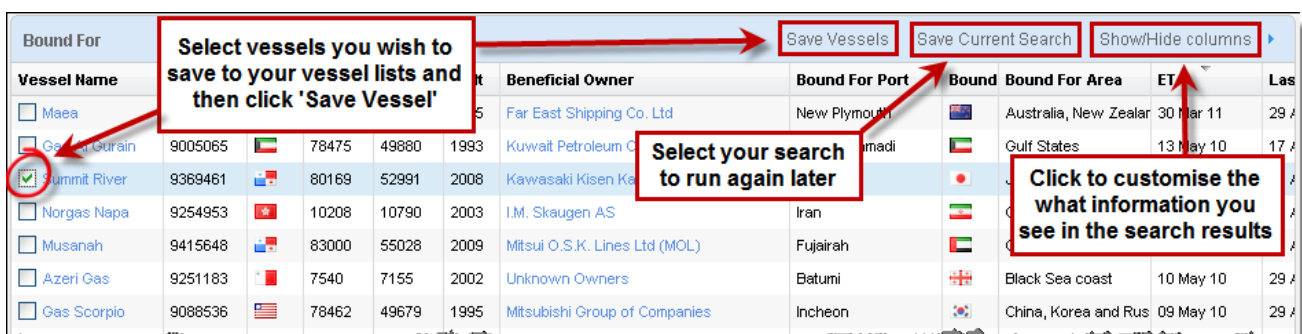 Bound For
Save Vessels Save Current Search Show/Hide columns
Select vessels you wish to
save to your vessel lists and
then click 'Save Vessel'
Vessel Name Beneficial Owner Bound For Port Bound Bound For Area
Maea Far East Shipping Co. Ltd New Plymouth Australia, New Zealar 30 Mar 11
9005065 78475 49880 1993 Kuwait Petroleum Gulf States 13 May 10
Select your search
to run again later
Click to customise the
what information you
see in the search results
Summit River 9369461 80169 52991 2008 Kawasaki Kisen
Norgas Napa 9254953 10208 10790 2003 I.M. Skaugen AS Iran
Musanah 9415648 83000 55028 2009 Mitsui O.S.K. Lines Ltd (MOL) Fujairah
Azeri Gas 9251183 7540 7155 2002 Unknown Owners Batumi Black Sea coast 10 May 10
Gas Scorpio 9088536 78462 49679 1995 Mitsubishi Group of Companies Incheon China, Korea and Rus 09 May 10